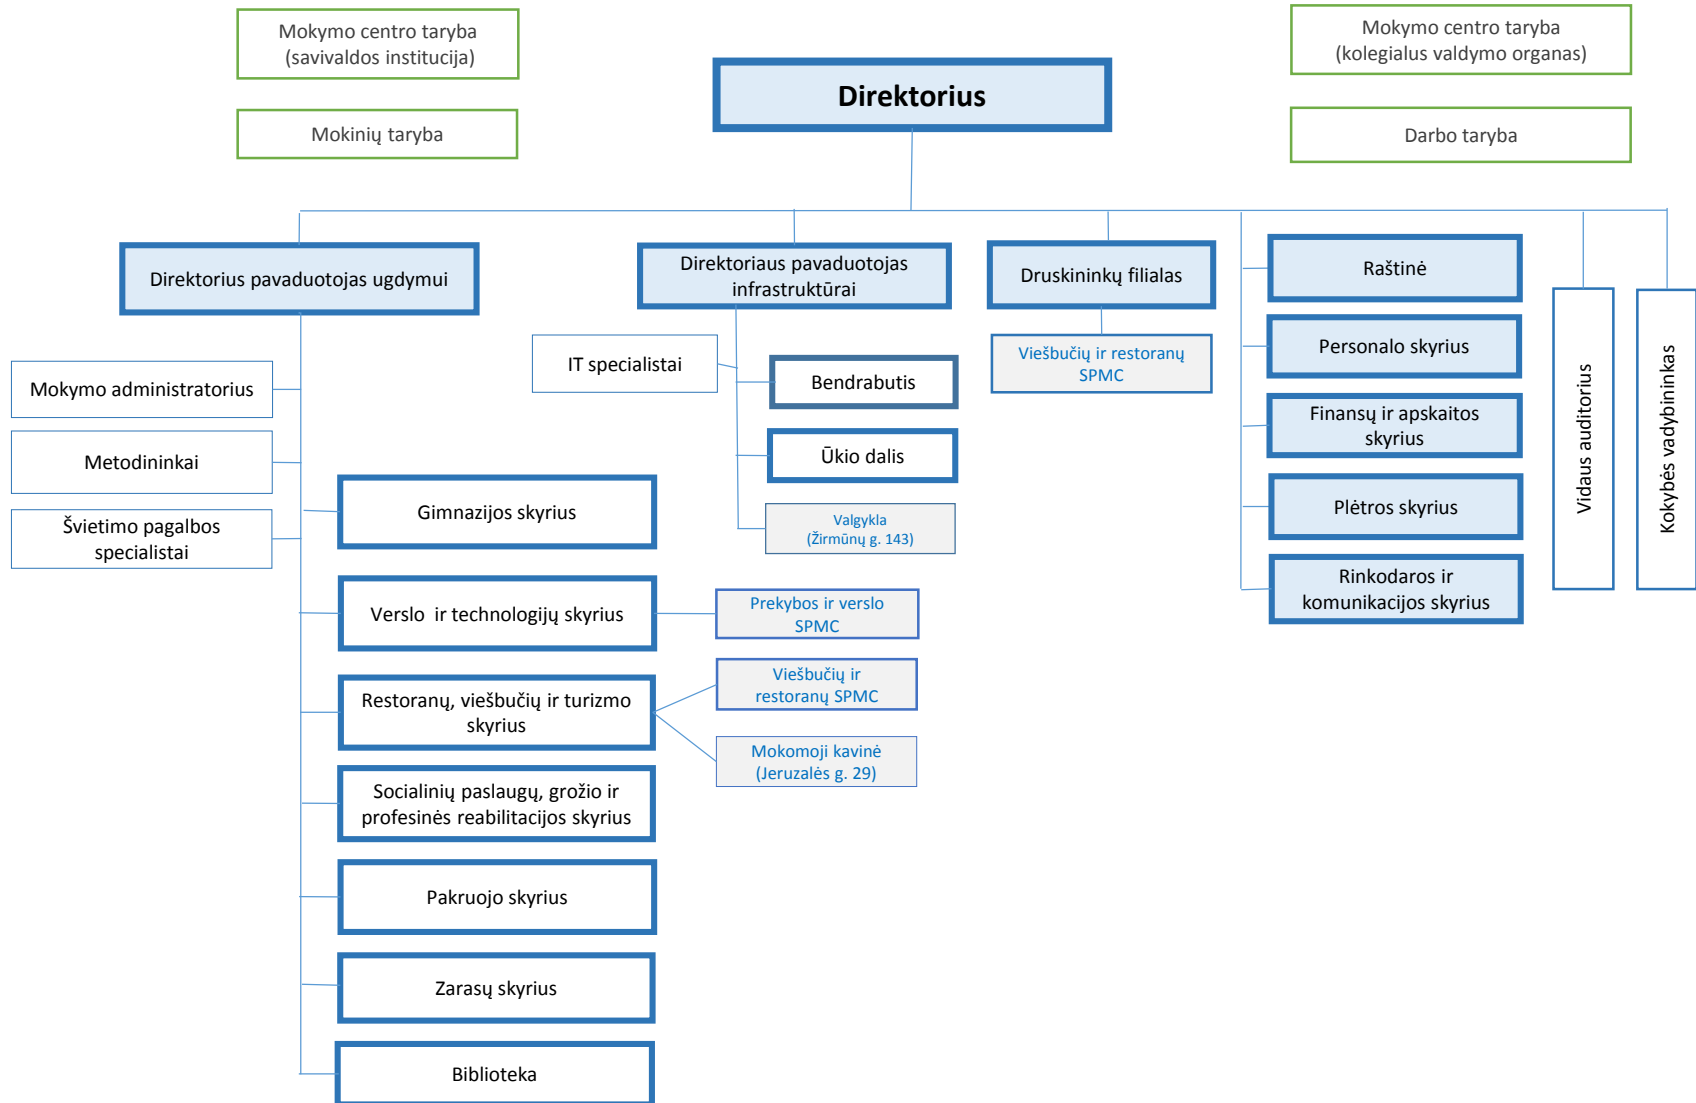 Mokymo centro taryba
(savivaldos institucija)
Mokinių taryba
Direktorius
Mokymo centro taryba
(kolegialus valdymo organas)
Darbo taryba
Direktorius pavaduotojas ugdymui
Direktoriaus pavaduotojas
infrastruktūrai
Druskininkų filialas
Raštinė
Personalo skyrius
Finansų ir apskaitos
skyrius
Plėtros skyrius
Rinkodaros ir
komunikacijos skyrius
Vidaus auditorius
Kokybės vadybininkas
Mokymo administratorius
Metodininkai
Švietimo pagalbos
specialistai
Gimnazijos skyrius
Verslo ir technologijų skyrius
Restoranų, viešbučių ir turizmo
skyrius
Socialinių paslaugų, grožio ir
profesinės reabilitacijos skyrius
Pakruojo skyrius
Zarasų skyrius
Biblioteka
IT specialistai
Bendrabutis
Ūkio dalis
Valgykla
(Žirmūnų g. 143)
Prekybos ir verslo
SPMC
Viešbučių ir
restoranų SPMC
Mokomoji kavinė
(Jeruzalės g. 29)
Viešbučių ir restoranų
SPMC